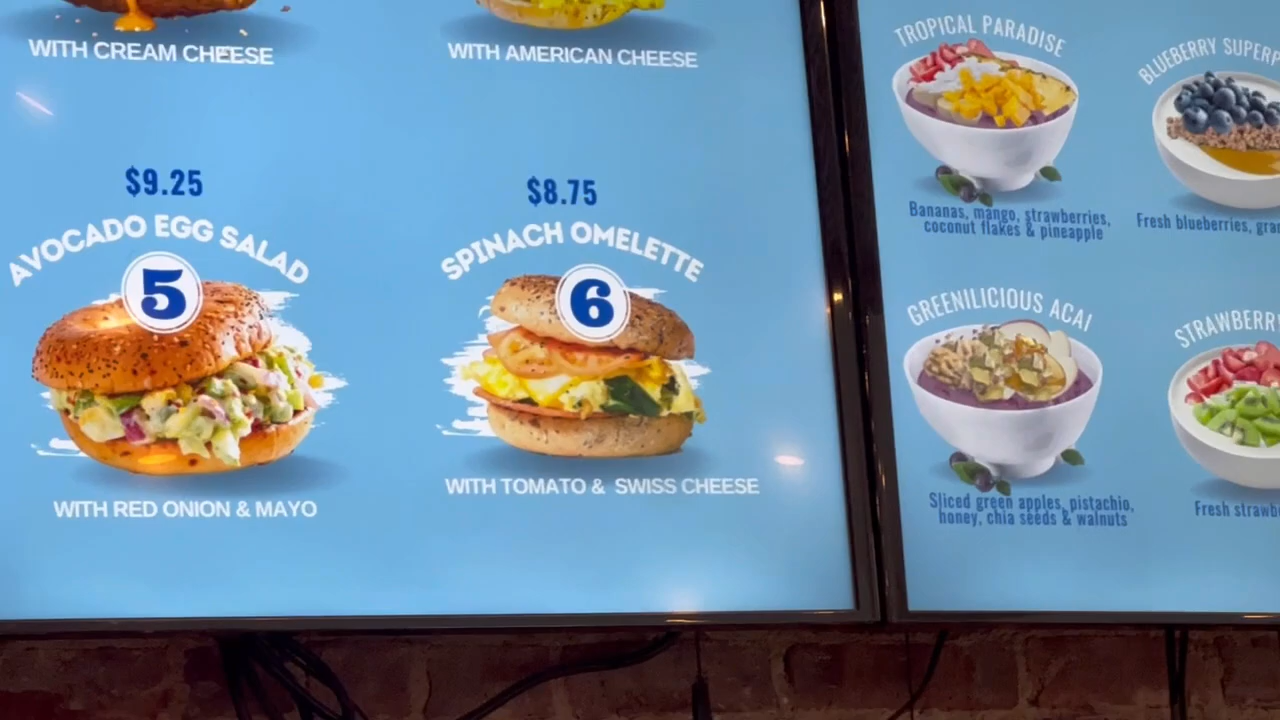 WITH CREAM CHEESE
WITH AMERICAN CHEESE
$9.25
AVOCADO EGG SALAD
5
WITH RED ONION & MAYO
$8.75
SPINACH OMELETTE
6
WITH TOMATO & SWISS CHEESE
TROPICAL PARADISE
Bananas, mango, strawberries,
coconut flakes & pineapple
BLUEBERRY
Fresh blueberries,
GREENILICIOUS ACAI
Sliced green apples, pistachio,
honey, chia seeds & walnuts
STRAWBERRY
Fresh